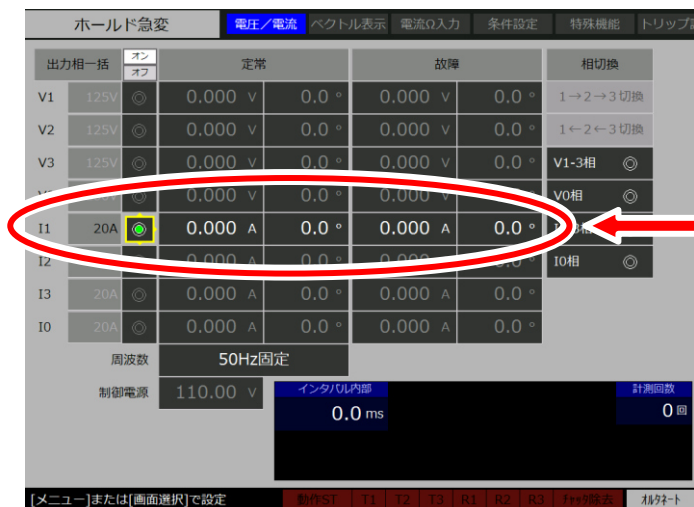 ホールド急変 電圧／電流 ベクトル表示 電流Ω入力 条件設定 特殊機能 トリップ
出力相一括 オン オフ 定常 故障 相切換
V1 125V 0.000 V 0.0 ° 0.000 V 0.0 ° 1→2→3切換
V2 125V 0.000 V 0.0 ° 0.000 V 0.0 ° 1←2←3切換
V3 125V 0.000 V 0.0 ° 0.000 V 0.0 ° V1-3相
0.000 0.0 ° 0.000 V 0.0 V0相
I1 20A 0.000 A 0.0 ° 0.000 A 0.0 °
I2 0.000 A 0.0 ° 0.000 A 0.0 ° I0相
I3 20A 0.000 A 0.0 ° 0.000 A 0.0 °
I0 20A 0.000 A 0.0 ° 0.000 A 0.0 °
周波数 50Hz固定
制御電源 110.00 V インタバル内部 計測回数
0.0 ms 0 回
[メニュー]または[画面選択]で設定 動作ST T1 T2 T3 R1 R2 R3 チャタ除去 オルタネート